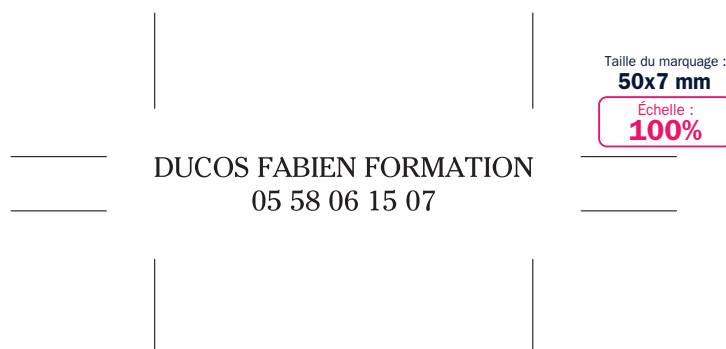 Taille du marquage :
50x7 mm
Échelle :
100%
DUCOS FABIEN FORMATION
05 58 06 15 07